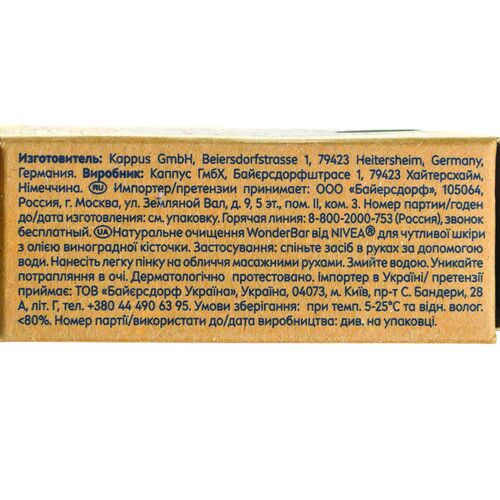 Изготовитель: Kappus GmbH, Beiersdorfstrasse 1, 79423 Heitersheim, Germany,
Германия. Виробник: Каппус ГмбХ, Байєрсдорфштрасе 1, 79423 Хайтерсхайм,
Німеччина. RU Импортер/претензии принимает: ООО «Байерсдорф», 105064,
Россия, г. Москва, ул. Земляной Вал, д. 9, 5 эт., пом. II, ком. 3. Номер партии/годен
до/дата изготовления: см. упаковку. Горячая линия: 8-800-2000-753 (Россия), звонок
бесплатный. UA Натуральне очищення WonderBar від NIVEA® для чутливої шкіри
з олією виноградної кісточки. Застосування: спіньте засіб в руках за допомогою
води. Нанесіть легку пінку на обличчя масажними рухами. Змийте водою. Уникайте
потрапляння в очі. Дерматологічно протестовано. Імпортер в Україні/ претензії
приймає: ТОВ «Байєрсдорф Україна», Україна, 04073, м. Київ, пр-т С. Бандери, 28
А, літ. Г, тел. +380 44 490 63 95. Умови зберігання: при темп. 5-25°C та відн. волог.
<80%. Номер партії/використати до/дата виробництва: див. на упаковці.